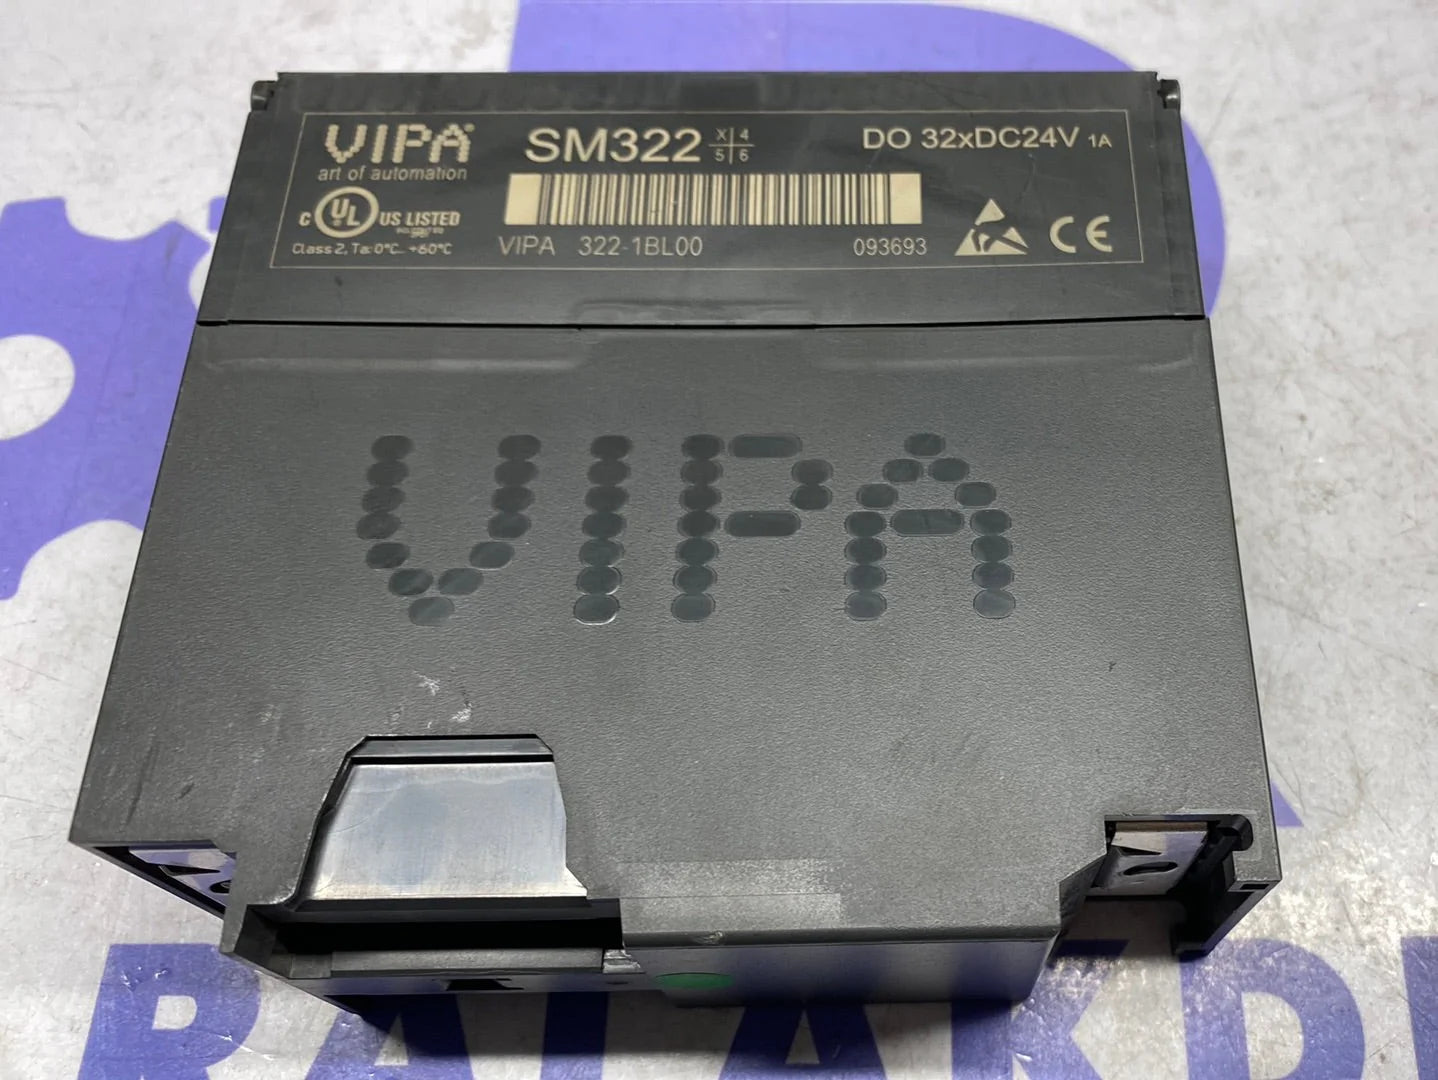 VIPA
art of automation
SM322 X 4
5 6
DO 32xDC24V 1A
C UL US LISTED
Class 2, Ta: 0°C.. +60°C
VIPA 322-1BL00
093693
CE
VIPA